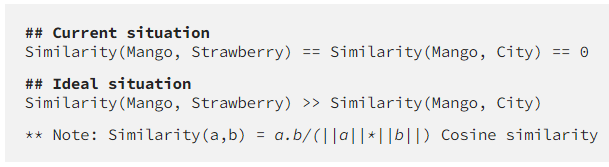 ## Current situation
Similarity(Mango, Strawberry) == Similarity(Mango, City) == 0
## Ideal situation
Similarity(Mango, Strawberry) >> Similarity(Mango, City)
** Note: Similarity(a,b) = a.b/(||a||*||b||) Cosine similarity